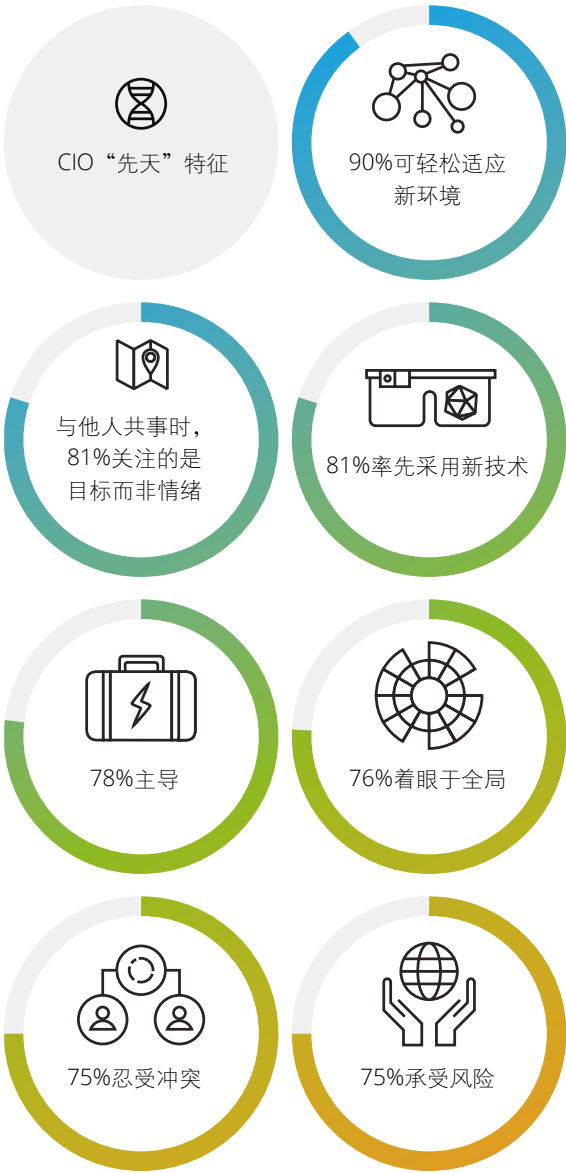 CIO“先天”特征
90%可轻松适应
新环境
与他人共事时，
81%关注的是
目标而非情绪
81%率先采用新技术
78%主导
76%着眼于全局
75%忍受冲突
75%承受风险